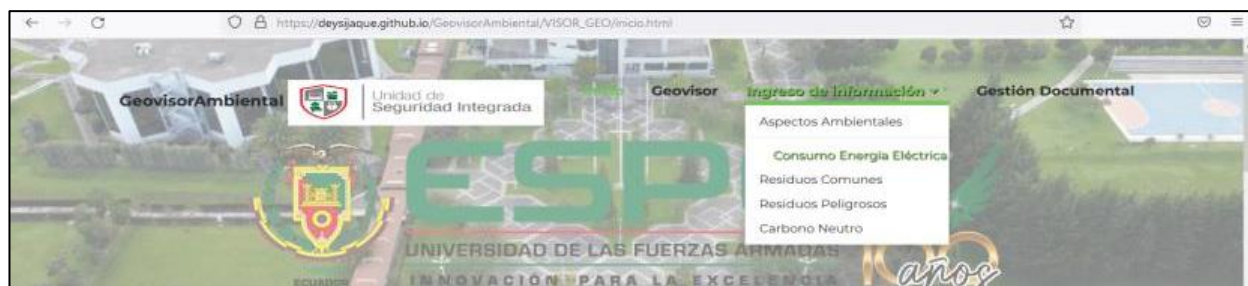 https://deysijaque.github.io/GeovisorAmbiental/VISOR_GEO/inicio.html
GeovisorAmbiental
Unidad de
Seguridad Integrada
Geovisor
Ingreso de información
Gestión Documental
Aspectos Ambientales
Consumo Energía Eléctrica
Residuos Comunes
Residuos Peligrosos
Carbono Neutro
ESP
UNIVERSIDAD DE LAS FUERZAS ARMADAS
INNOVACIÓN PARA LA EXCELENCIA
ECUADOR
años